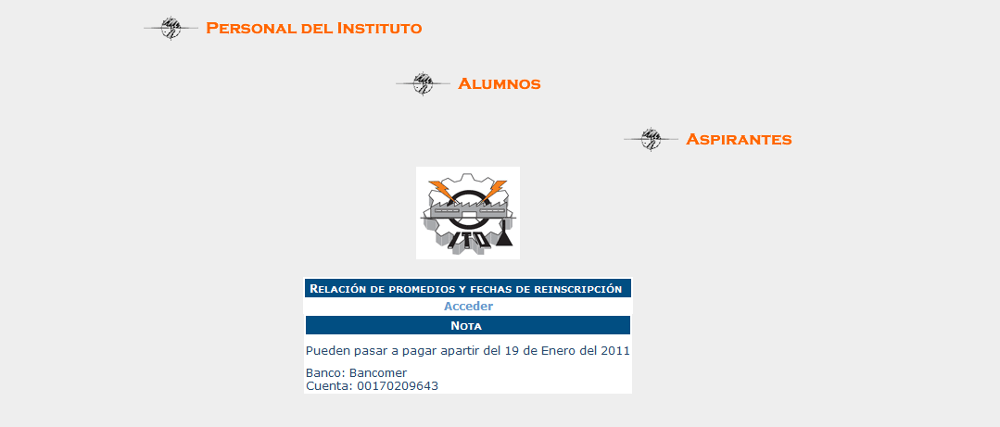 PERSONAL DEL INSTITUTO
ALUMNOS
ASPIRANTES
ITO
RELACIÓN DE PROMEDIOS Y FECHAS DE REINSCRIPCIÓN
Acceder
NOTA
Pueden pasar a pagar apartir del 19 de Enero del 2011
Banco: Bancomer
Cuenta: 00170209643